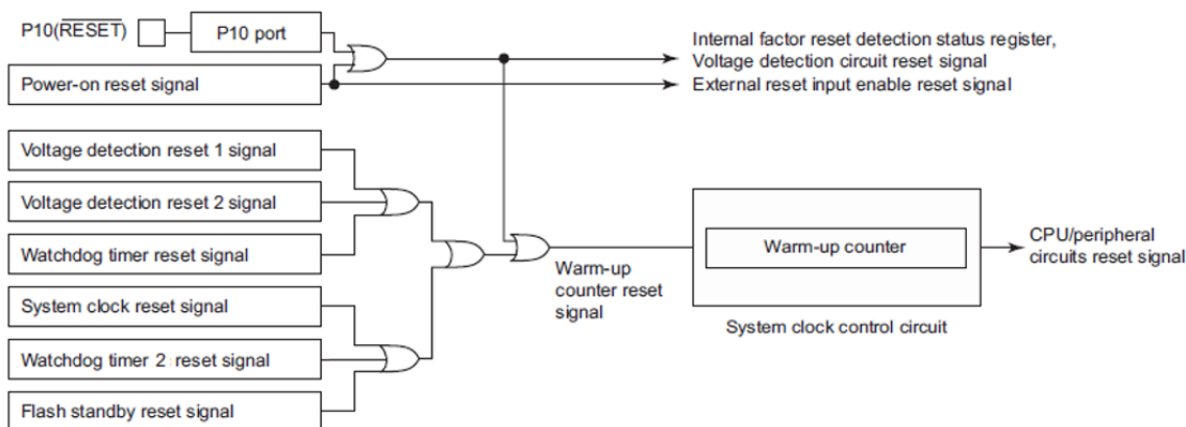 P10(RESET)
P10 port
Internal factor reset detection status register,
Voltage detection circuit reset signal
Power-on reset signal
External reset input enable reset signal
Voltage detection reset 1 signal
Voltage detection reset 2 signal
Watchdog timer reset signal
Warm-up counter
CPU/peripheral
circuits reset signal
Warm-up
counter reset
signal
System clock reset signal
System clock control circuit
Watchdog timer 2 reset signal
Flash standby reset signal